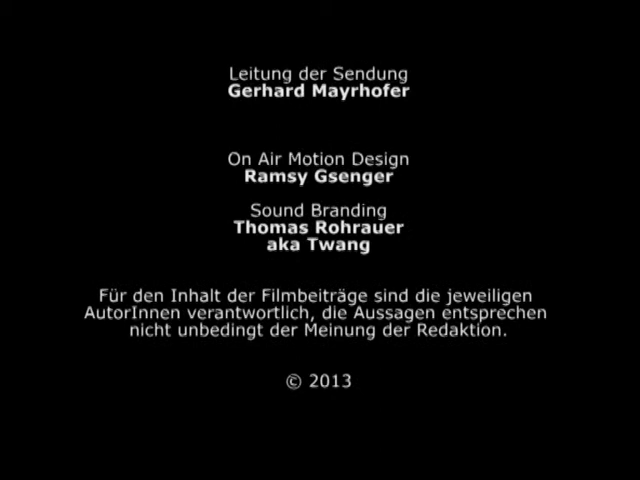 Leitung der Sendung
Gerhard Mayrhofer
On Air Motion Design
Ramsy Gsenger
Sound Branding
Thomas Rohrauer
aka Twang
Für den Inhalt der Filmbeiträge sind die jeweiligen
AutorInnen verantwortlich, die Aussagen entsprechen
nicht unbedingt der Meinung der Redaktion.
© 2013